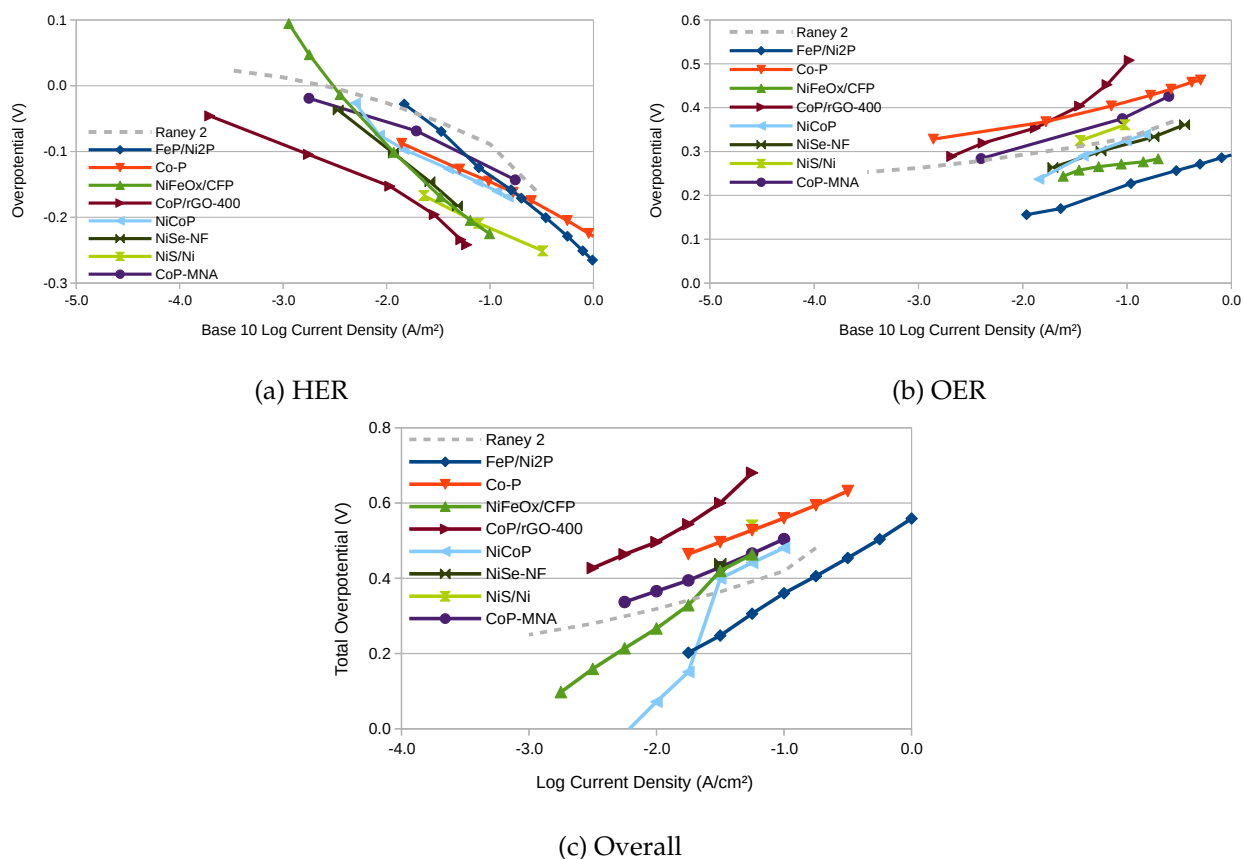 0.1
0.0
-0.1
-0.2
-0.3
Overpotential (V)
Raney 2
FeP/Ni2P
Co-P
NiFeOx/CFP
CoP/rGO-400
NiCoP
NiSe-NF
NiS/Ni
CoP-MNA
-5.0 -4.0 -3.0 -2.0 -1.0 0.0
Base 10 Log Current Density (A/m²)
(a) HER
0.6
0.5
0.4
0.3
0.2
0.1
0.0
Overpotential (V)
Raney 2
FeP/Ni2P
Co-P
NiFeOx/CFP
CoP/rGO-400
NiCoP
NiSe-NF
NiS/Ni
CoP-MNA
-5.0 -4.0 -3.0 -2.0 -1.0 0.0
Base 10 Log Current Density (A/m²)
(b) OER
0.8
0.6
0.4
0.2
0.0
Total Overpotential (V)
Raney 2
FeP/Ni2P
Co-P
NiFeOx/CFP
CoP/rGO-400
NiCoP
NiSe-NF
NiS/Ni
CoP-MNA
-4.0 -3.0 -2.0 -1.0 0.0
Log Current Density (A/cm²)
(c) Overall